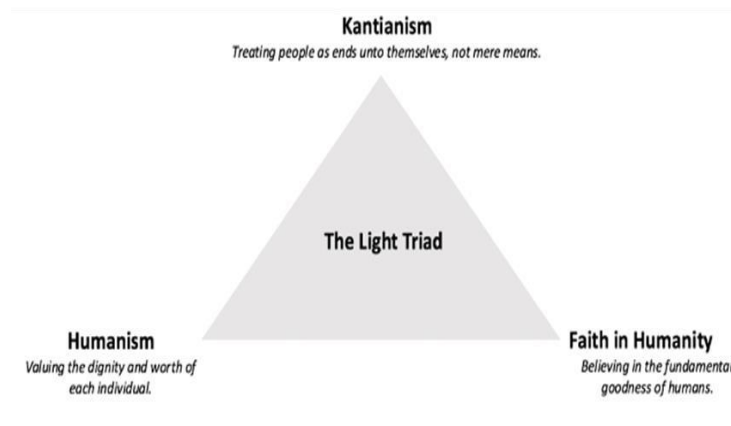 Kantianism
Treating people as ends unto themselves, not mere means.
The Light Triad
Humanism
Valuing the dignity and worth of
each individual.
Faith in Humanity
Believing in the fundamenta
goodness of humans.